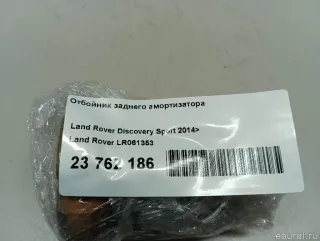 Отбойник заднего амортизатора
Land Rover Discovery Sport 2014>
Land Rover LR061353
23 762 186
eaural.ru